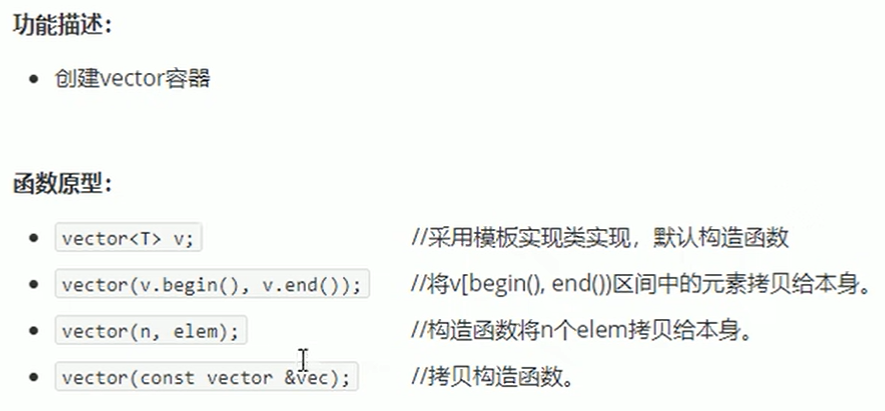 功能描述：
创建vector容器
函数原型：
vector<T> v; //采用模板实现类实现，默认构造函数
vector(v.begin(), v.end()); //将v[begin(), end())区间中的元素拷贝给本身。
vector(n, elem); //构造函数将n个elem拷贝给本身。
vector(const vector &vec); //拷贝构造函数。